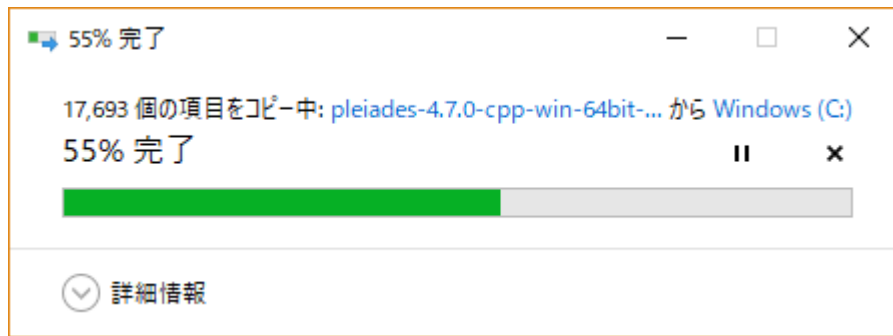 55% 完了
17,693 個の項目をコピー中: pleiades-4.7.0-cpp-win-64bit-... から Windows (C:)
55% 完了
詳細情報